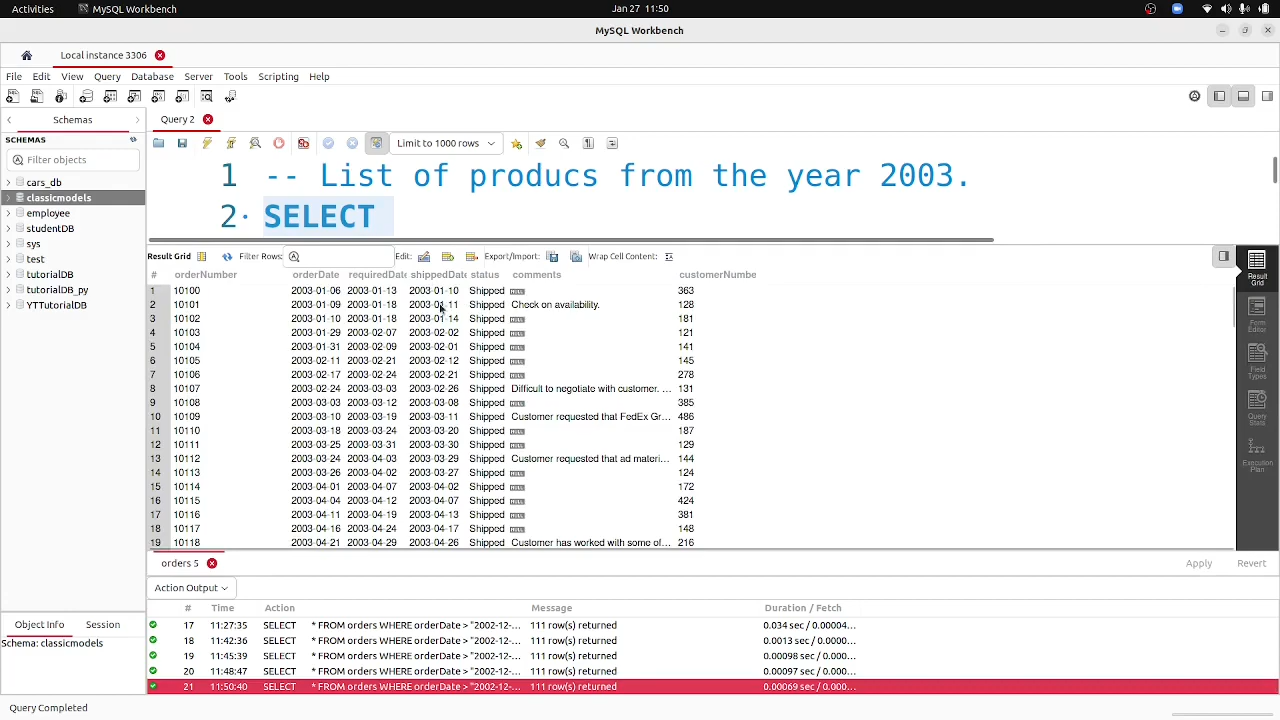 Activities MySQL Workbench Jan 27 11:50
MySQL Workbench
Local instance 3306
File Edit View Query Database Server Tools Scripting Help
Schemas Query 2
SCHEMAS
Filter objects Limit to 1000 rows
cars_db
classicmodels
employee
studentDB
sys
test
tutorialDB
tutorialDB_py
YTTutorialDB
1 -- List of producs from the year 2003.
2 SELECT
Result Grid Filter Rows: Edit: Export/Import: Wrap Cell Content:
# orderNumber orderDate requiredDate shippedDate status comments customerNumbe
1 10100 2003-01-06 2003-01-13 2003-01-10 Shipped NULL 363
2 10101 2003-01-09 2003-01-18 2003-01-11 Shipped Check on availability. 128
3 10102 2003-01-10 2003-01-18 2003-01-14 Shipped NULL 181
4 10103 2003-01-29 2003-02-07 2003-02-02 Shipped NULL 121
5 10104 2003-01-31 2003-02-09 2003-02-01 Shipped NULL 141
6 10105 2003-02-11 2003-02-21 2003-02-12 Shipped NULL 145
7 10106 2003-02-17 2003-02-24 2003-02-21 Shipped NULL 278
8 10107 2003-02-24 2003-03-03 2003-02-26 Shipped Difficult to negotiate with customer. ... 131
9 10108 2003-03-03 2003-03-12 2003-03-08 Shipped NULL 385
10 10109 2003-03-10 2003-03-19 2003-03-11 Shipped Customer requested that FedEx Gr... 486
11 10110 2003-03-18 2003-03-24 2003-03-20 Shipped NULL 187
12 10111 2003-03-25 2003-03-31 2003-03-30 Shipped NULL 129
13 10112 2003-03-24 2003-04-03 2003-03-29 Shipped Customer requested that ad materi... 144
14 10113 2003-03-26 2003-04-02 2003-03-27 Shipped NULL 124
15 10114 2003-04-01 2003-04-07 2003-04-02 Shipped NULL 172
16 10115 2003-04-04 2003-04-12 2003-04-07 Shipped NULL 424
17 10116 2003-04-11 2003-04-19 2003-04-13 Shipped NULL 381
18 10117 2003-04-16 2003-04-24 2003-04-17 Shipped NULL 148
19 10118 2003-04-21 2003-04-29 2003-04-26 Shipped Customer has worked with some of... 216
Result
Grid
Form
Editor
Field
Types
Query
Stats
Execution
Plan
orders 5 Apply Revert
Action Output
# Time Action Message Duration / Fetch
17 11:27:35 SELECT * FROM orders WHERE orderDate > "2002-12-... 111 row(s) returned 0.034 sec / 0.00004...
18 11:42:36 SELECT * FROM orders WHERE orderDate > "2002-12-... 111 row(s) returned 0.0013 sec / 0.0000...
19 11:45:39 SELECT * FROM orders WHERE orderDate > "2002-12-... 111 row(s) returned 0.00098 sec / 0.000...
20 11:48:47 SELECT * FROM orders WHERE orderDate > "2002-12-... 111 row(s) returned 0.00097 sec / 0.000...
21 11:50:40 SELECT * FROM orders WHERE orderDate > "2002-12-... 111 row(s) returned 0.00069 sec / 0.000...
Object Info Session
Schema: classicmodels
Query Completed